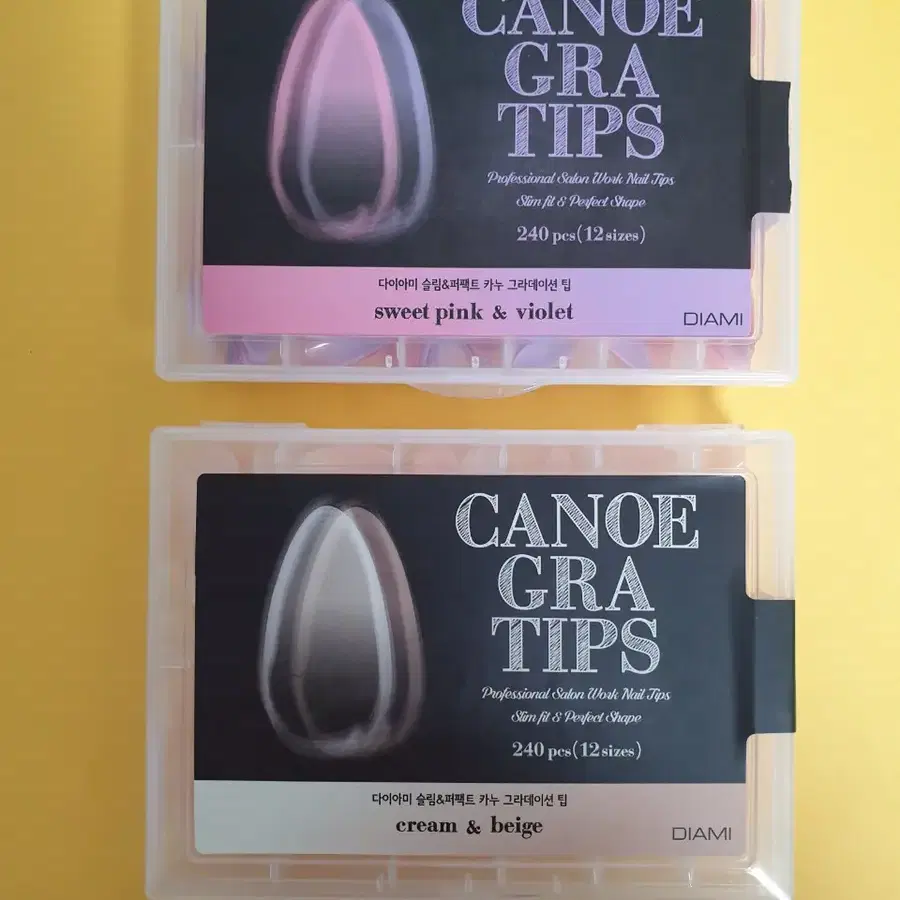 CANOE
GRA
TIPS
Professional Salon Work Nail Tips
Slim fit & Perfect Shape
240 pcs(12 sizes)
다이아미 슬림&퍼팩트 카누 그라데이션 팁
sweet pink & violet
DIAMI
CANOE
GRA
TIPS
Professional Salon Work Nail Tips
Slim fit & Perfect Shape
240 pcs(12 sizes)
다이아미 슬림&퍼팩트 카누 그라데이션 팁
cream & beige
DIAMI